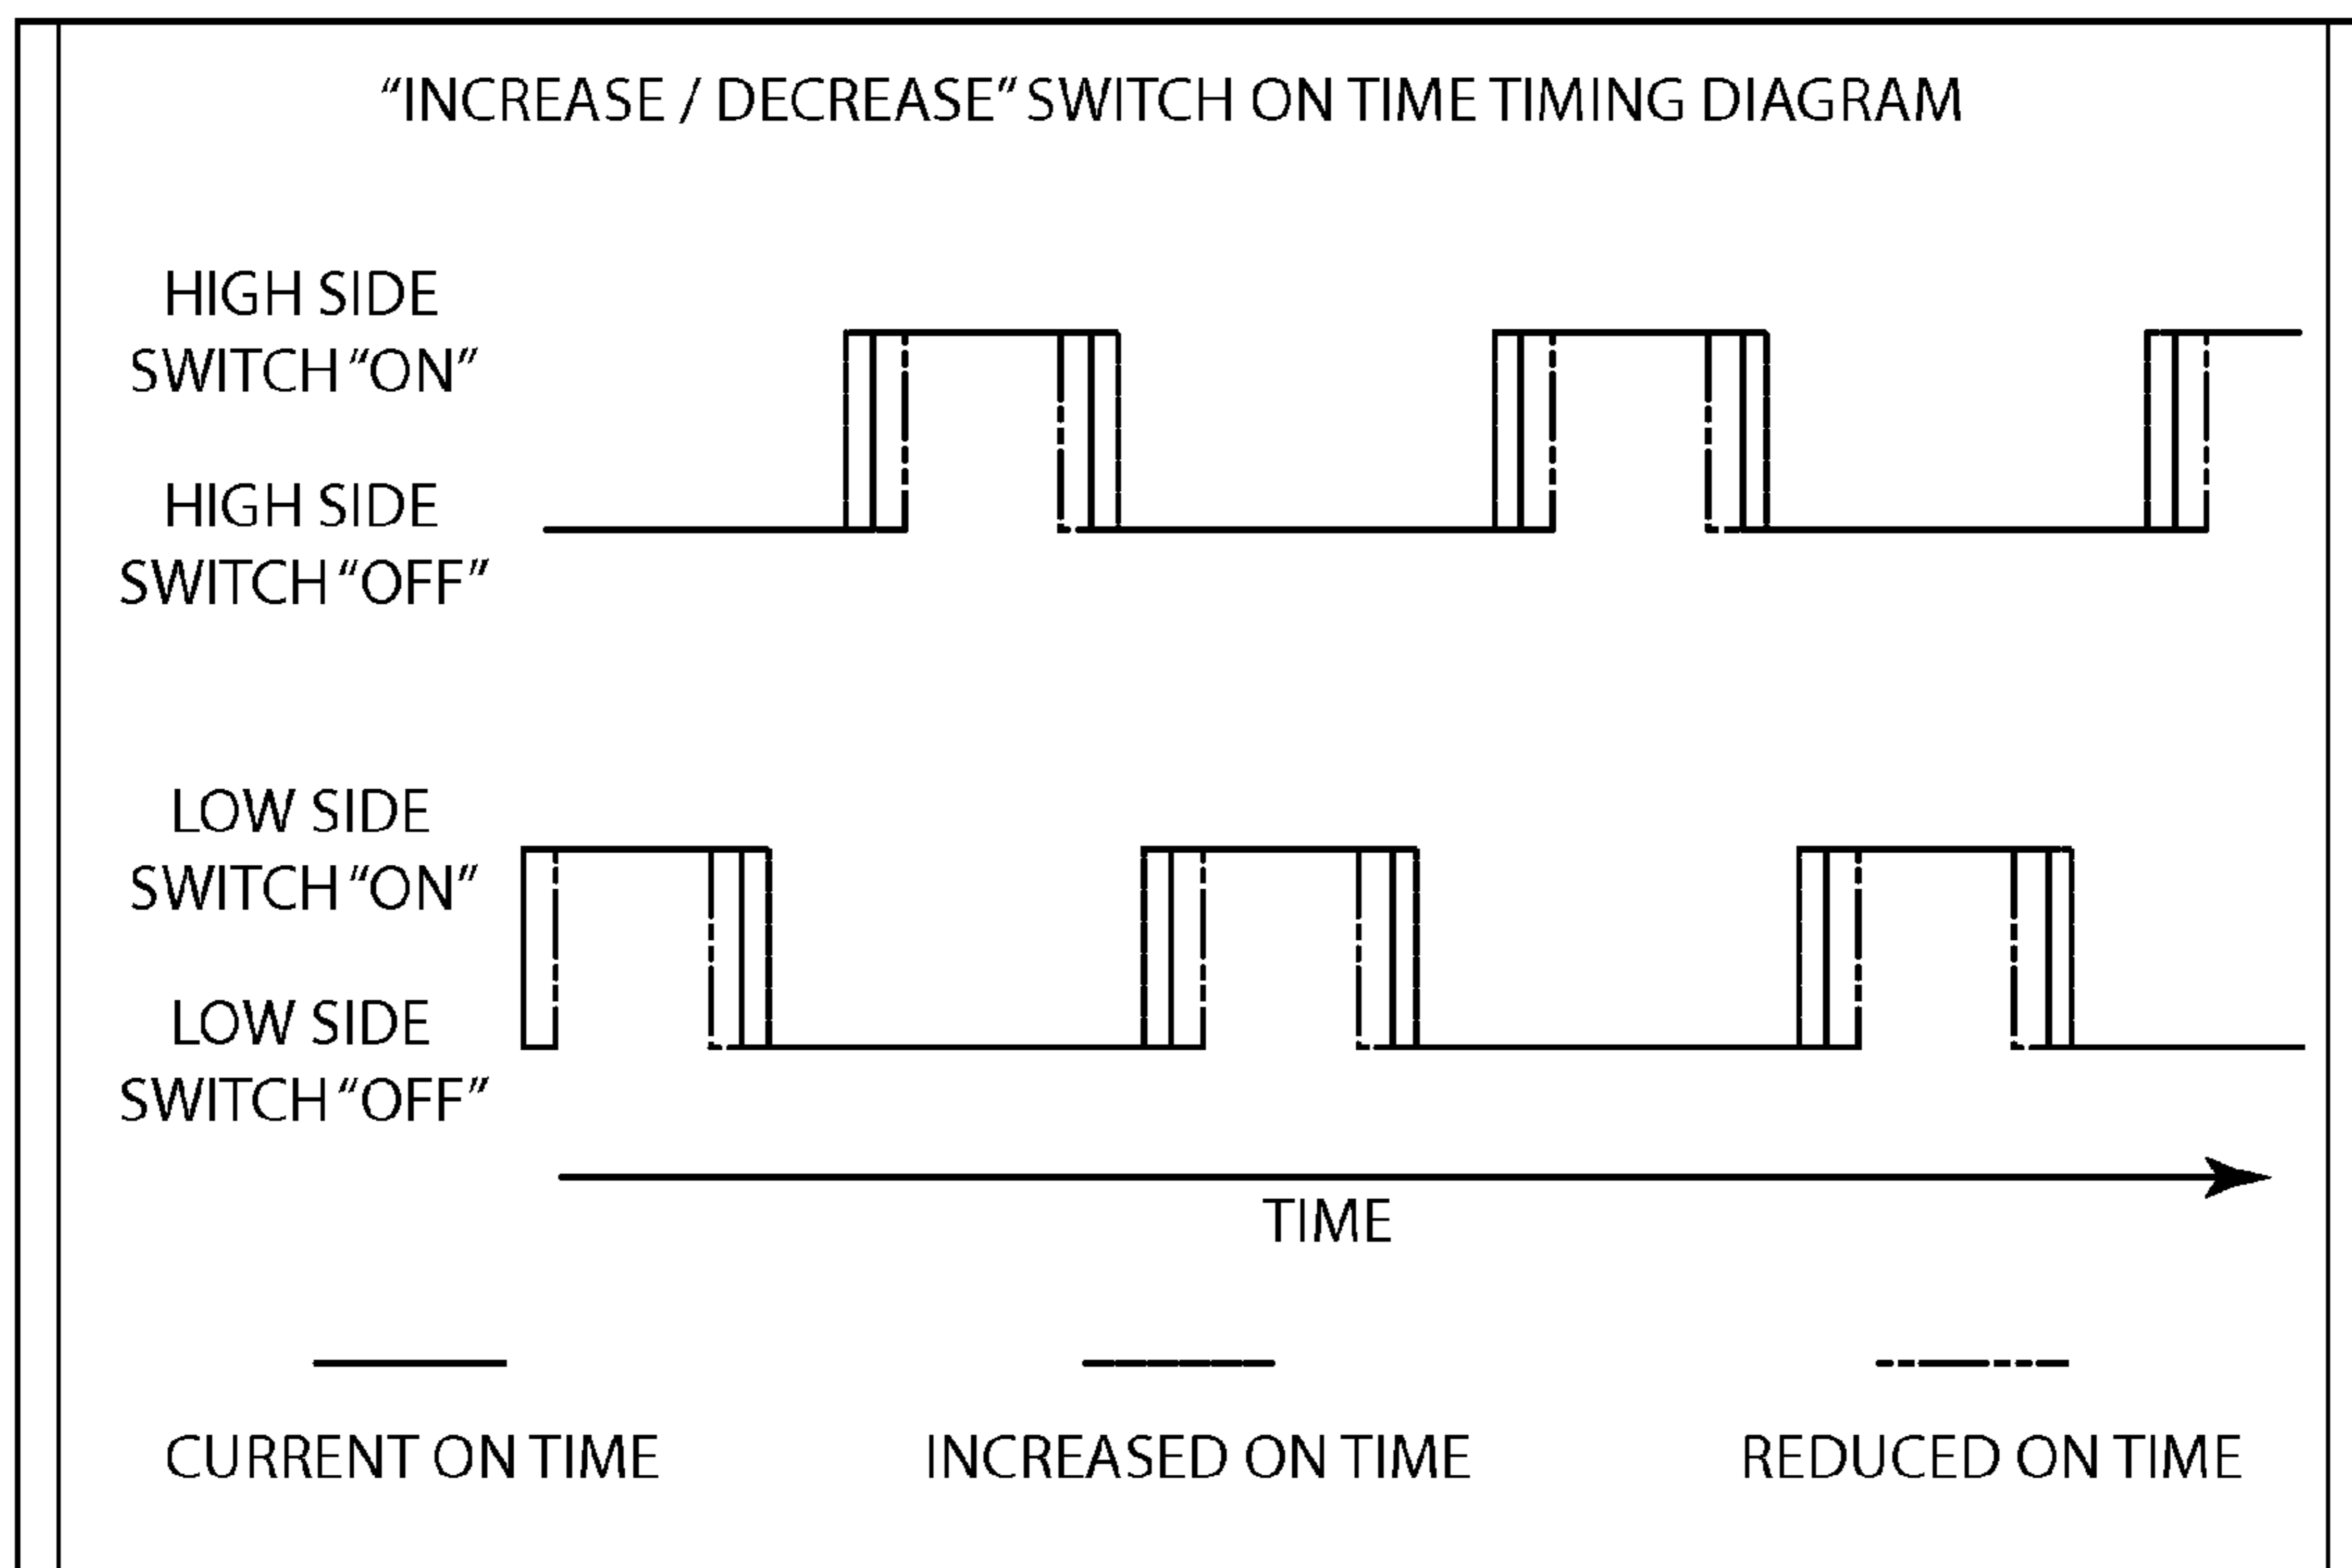 “INCREASE / DECREASE” SWITCH ON TIME TIMING DIAGRAM
HIGH SIDE
SWITCH “ON”
HIGH SIDE
SWITCH “OFF”
LOW SIDE
SWITCH “ON”
LOW SIDE
SWITCH “OFF”
TIME
CURRENT ON TIME
INCREASED ON TIME
REDUCED ON TIME